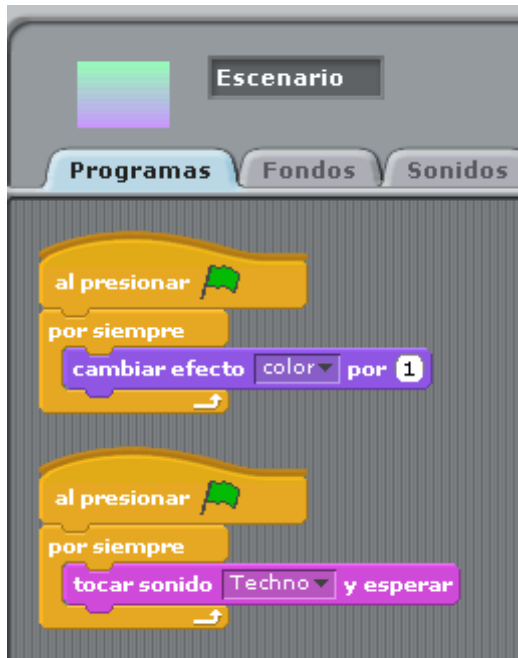 Escenario
Programas Fondos Sonidos
al presionar
por siempre
cambiar efecto color por 1
al presionar
por siempre
tocar sonido Techno y esperar